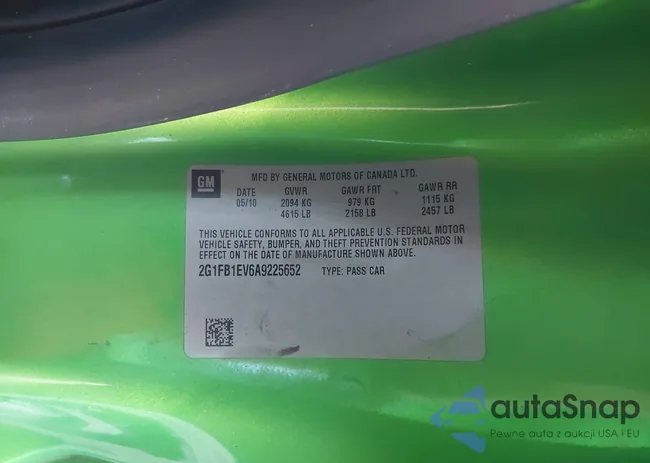 GM
MFD BY GENERAL MOTORS OF CANADA LTD.
DATE GVWR GAWR FRT GAWR RR
05/10 2094 KG 979 KG 1115 KG
4615 LB 2158 LB 2457 LB
THIS VEHICLE CONFORMS TO ALL APPLICABLE U.S. FEDERAL MOTOR
VEHICLE SAFETY, BUMPER, AND THEFT PREVENTION STANDARDS IN
EFFECT ON THE DATE OF MANUFACTURE SHOWN ABOVE.
2G1FB1EV6A9225652 TYPE: PASS CAR
autaSnap
Pewne auta z aukcji USA i EU